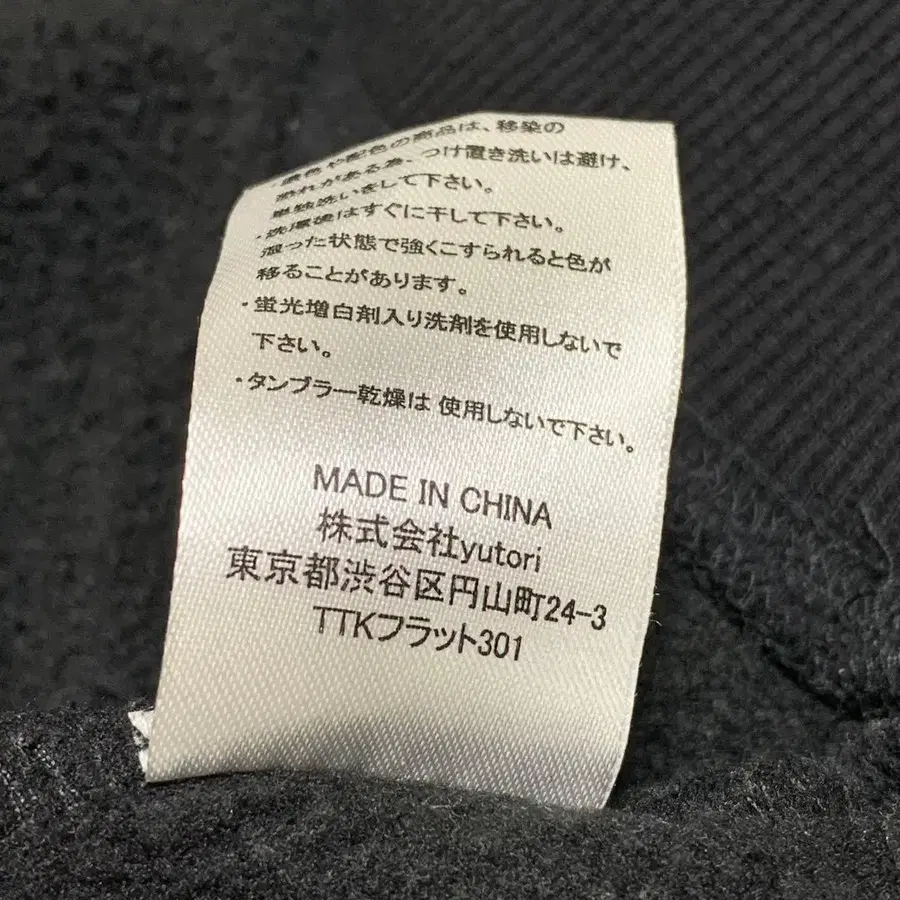 ・濃色や配色の商品は、移染の
恐れがある為、つけ置き洗いは避け、
単独洗いをして下さい。
・洗濯後はすぐに干して下さい。
湿った状態で強くこすられると色が
移ることがあります。
・蛍光増白剤入り洗剤を使用しないで
下さい。
・タンブラー乾燥は 使用しないで下さい。
MADE IN CHINA
株式会社yutori
東京都渋谷区円山町24-3
TTKフラット301